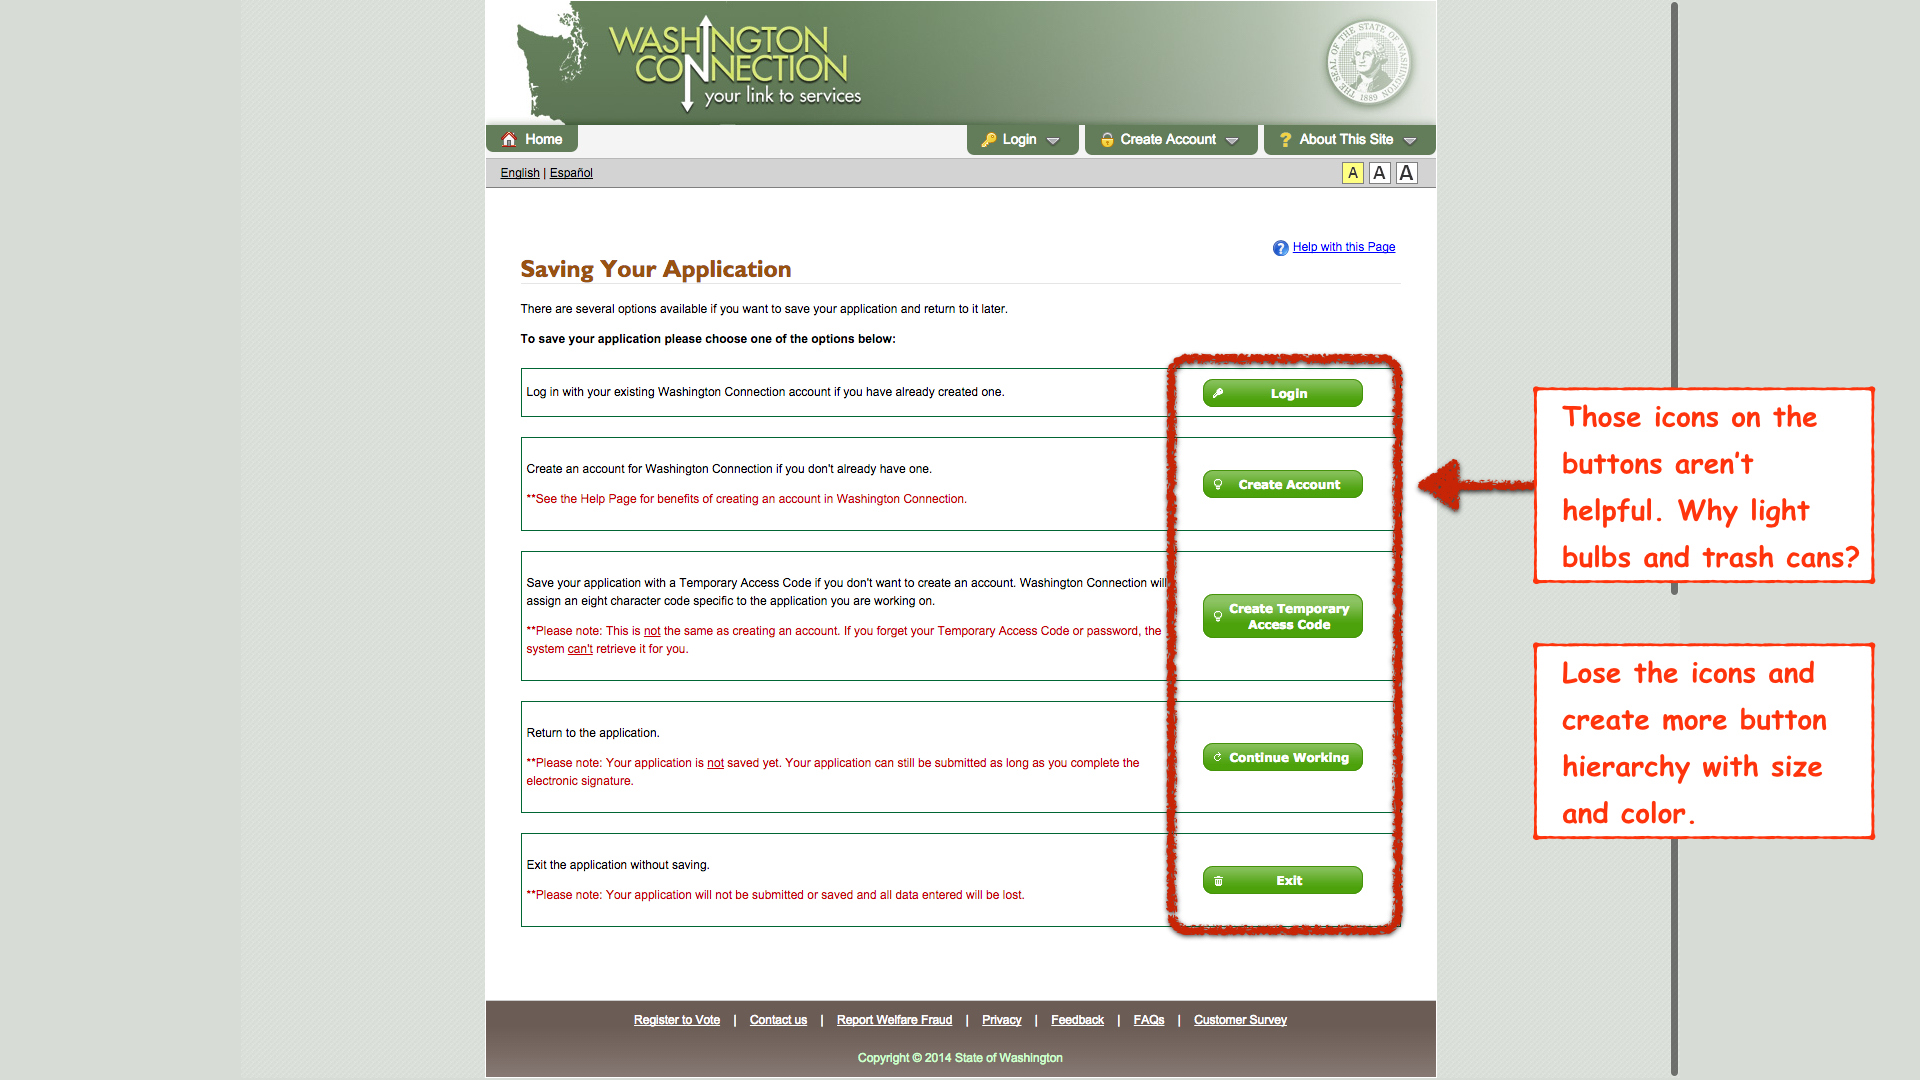 WASHINGTON
CONNECTION
your link to services
THE SEAL OF THE STATE OF WASHINGTON
1889
Home
Login
Create Account
? About This Site
English | Español
A A A
? Help with this Page
Saving Your Application
There are several options available if you want to save your application and return to it later.
To save your application please choose one of the options below:
Log in with your existing Washington Connection account if you have already created one.
Login
Create an account for Washington Connection if you don't already have one.
**See the Help Page for benefits of creating an account in Washington Connection.
Create Account
Save your application with a Temporary Access Code if you don't want to create an account. Washington Connection will
assign an eight character code specific to the application you are working on.
**Please note: This is not the same as creating an account. If you forget your Temporary Access Code or password, the
system can't retrieve it for you.
Create Temporary
Access Code
Return to the application.
**Please note: Your application is not saved yet. Your application can still be submitted as long as you complete the
electronic signature.
Continue Working
Exit the application without saving.
**Please note: Your application will not be submitted or saved and all data entered will be lost.
Exit
Those icons on the
buttons aren't
helpful. Why light
bulbs and trash cans?
Lose the icons and
create more button
hierarchy with size
and color.
Register to Vote | Contact us | Report Welfare Fraud | Privacy | Feedback | FAQs | Customer Survey
Copyright © 2014 State of Washington